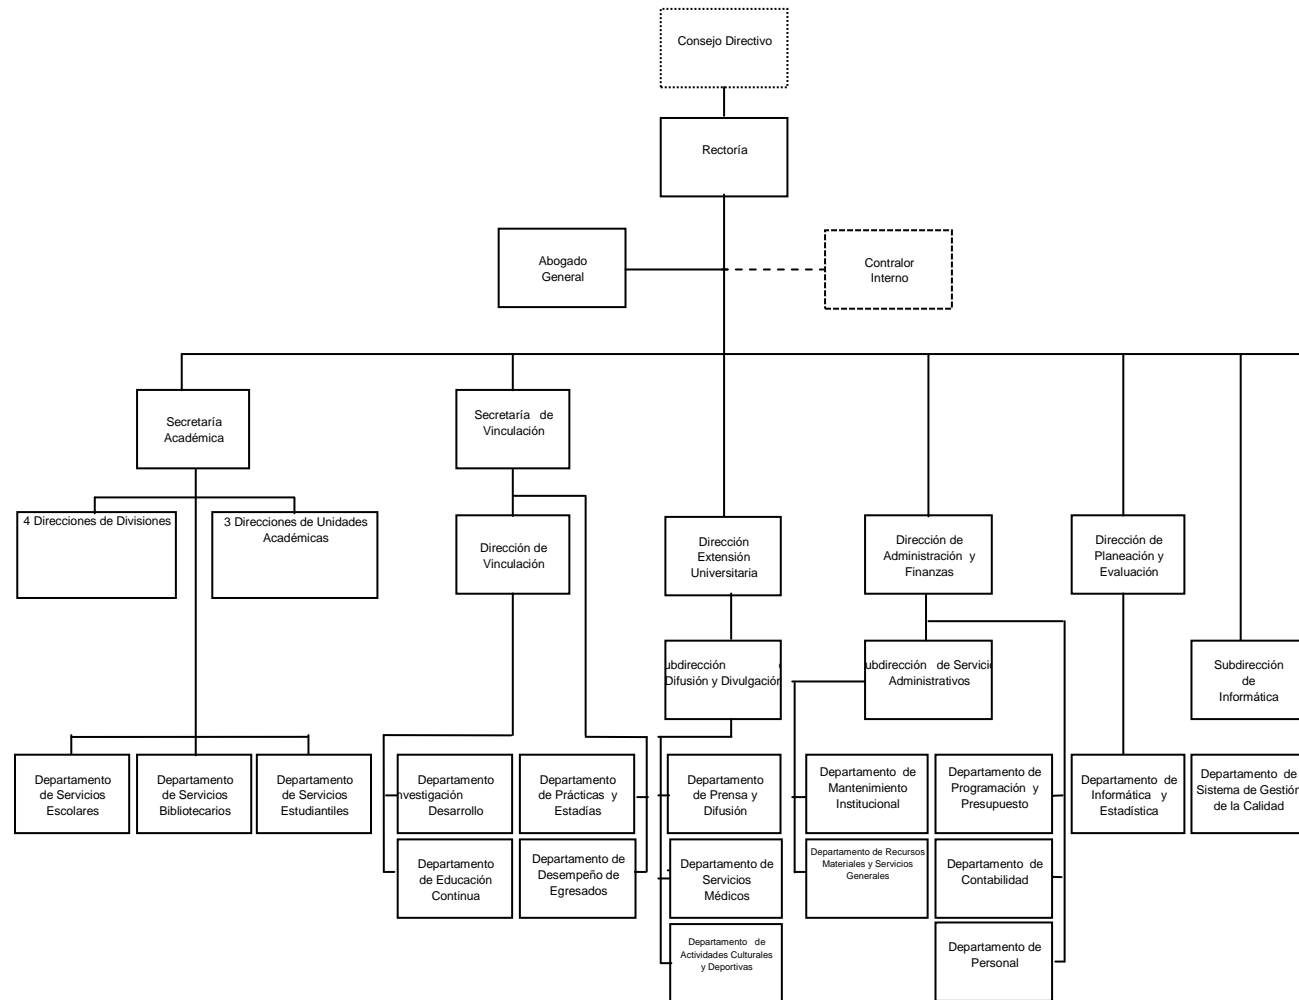 Consejo Directivo
Rectoría
Abogado
General
Contralor
Interno
Secretaría
Académica
Secretaría de
Vinculación
4 Direcciones de Divisiones
3 Direcciones de Unidades
Académicas
Dirección de
Vinculación
Dirección
Extensión
Universitaria
Dirección de
Administración y
Finanzas
Dirección de
Planeación y
Evaluación
ubdirección
Difusión y Divulgación
ubdirección de Servici
Administrativos
Subdirección
de
Informática
Departamento
de Servicios
Escolares
Departamento
de Servicios
Bibliotecarios
Departamento
de Servicios
Estudiantiles
Departamento
nvestigación
Desarrollo
Departamento
de Prácticas y
Estadías
Departamento
de Prensa y
Difusión
Departamento de
Mantenimiento
Institucional
Departamento de
Programación y
Presupuesto
Departamento de
Informática y
Estadística
Departamento de
Sistema de Gestión
de la Calidad
Departamento
de Educación
Continua
Departamento de
Desempeño de
Egresados
Departamento de
Servicios
Médicos
Departamento de Recursos
Materiales y Servicios
Generales
Departamento de
Contabilidad
Departamento de
Actividades Culturales
y Deportivas
Departamento de
Personal